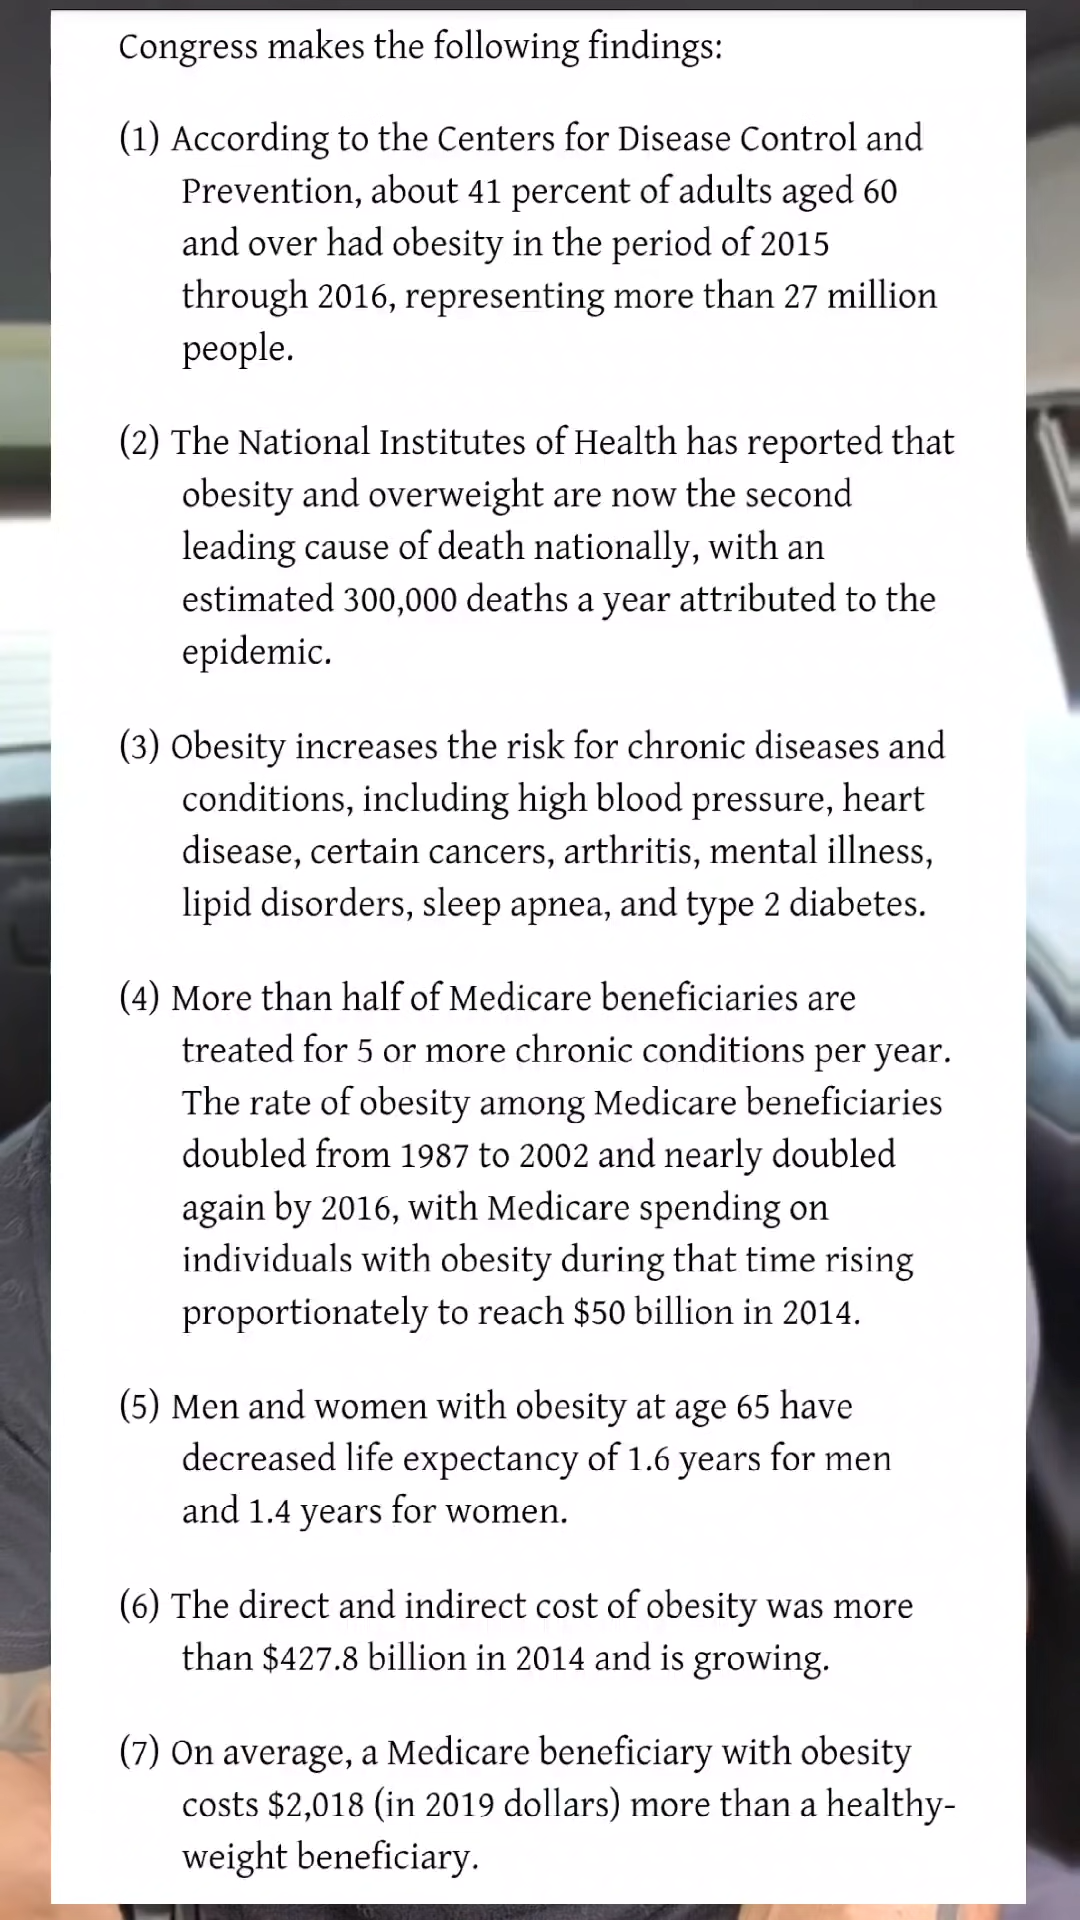 Congress makes the following findings:
(1) According to the Centers for Disease Control and
Prevention, about 41 percent of adults aged 60
and over had obesity in the period of 2015
through 2016, representing more than 27 million
people.
(2) The National Institutes of Health has reported that
obesity and overweight are now the second
leading cause of death nationally, with an
estimated 300,000 deaths a year attributed to the
epidemic.
(3) Obesity increases the risk for chronic diseases and
conditions, including high blood pressure, heart
disease, certain cancers, arthritis, mental illness,
lipid disorders, sleep apnea, and type 2 diabetes.
(4) More than half of Medicare beneficiaries are
treated for 5 or more chronic conditions per year.
The rate of obesity among Medicare beneficiaries
doubled from 1987 to 2002 and nearly doubled
again by 2016, with Medicare spending on
individuals with obesity during that time rising
proportionately to reach $50 billion in 2014.
(5) Men and women with obesity at age 65 have
decreased life expectancy of 1.6 years for men
and 1.4 years for women.
(6) The direct and indirect cost of obesity was more
than $427.8 billion in 2014 and is growing.
(7) On average, a Medicare beneficiary with obesity
costs $2,018 (in 2019 dollars) more than a healthy-
weight beneficiary.